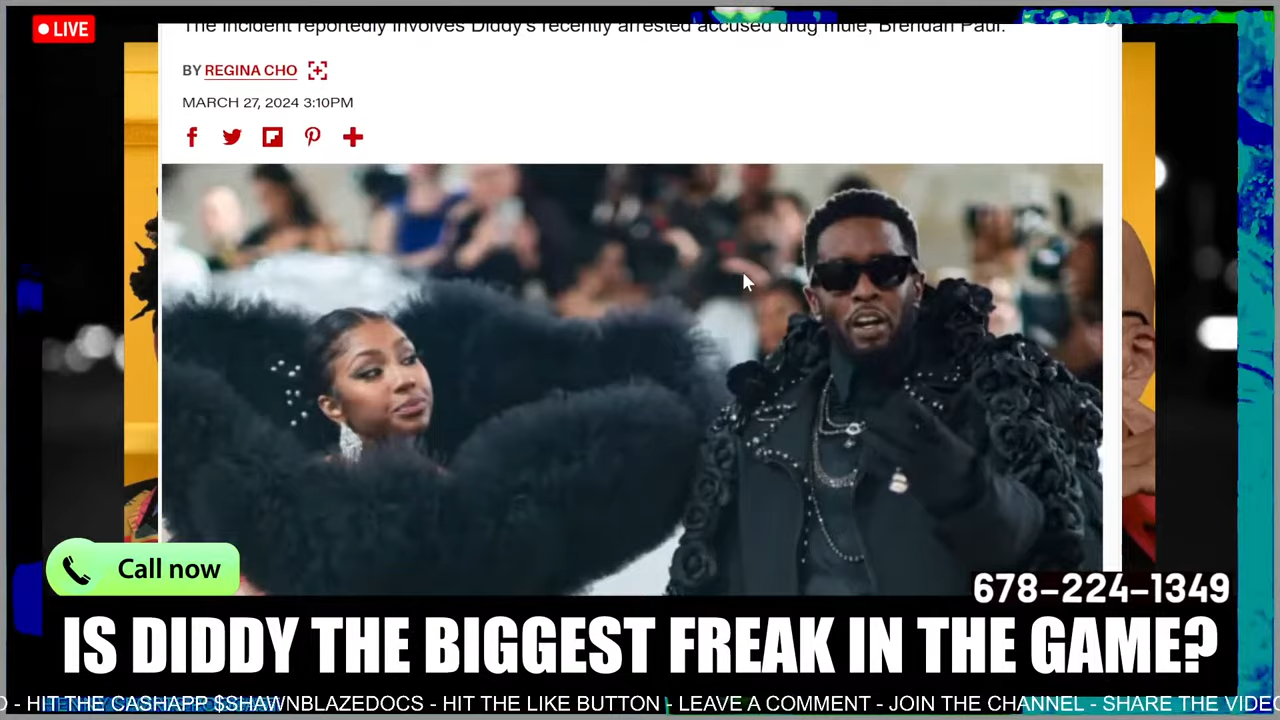 LIVE
The incident reportedly involves Diddy's recently arrested accused drug mule, Brendan Paul.
BY REGINA CHO
MARCH 27, 2024 3:10PM
Call now
678-224-1349
IS DIDDY THE BIGGEST FREAK IN THE GAME?
O - HIT THE CASHAPP $SHAWNBLAZEDOCS - HIT THE LIKE BUTTON - LEAVE A COMMENT - JOIN THE CHANNEL - SHARE THE VIDEO